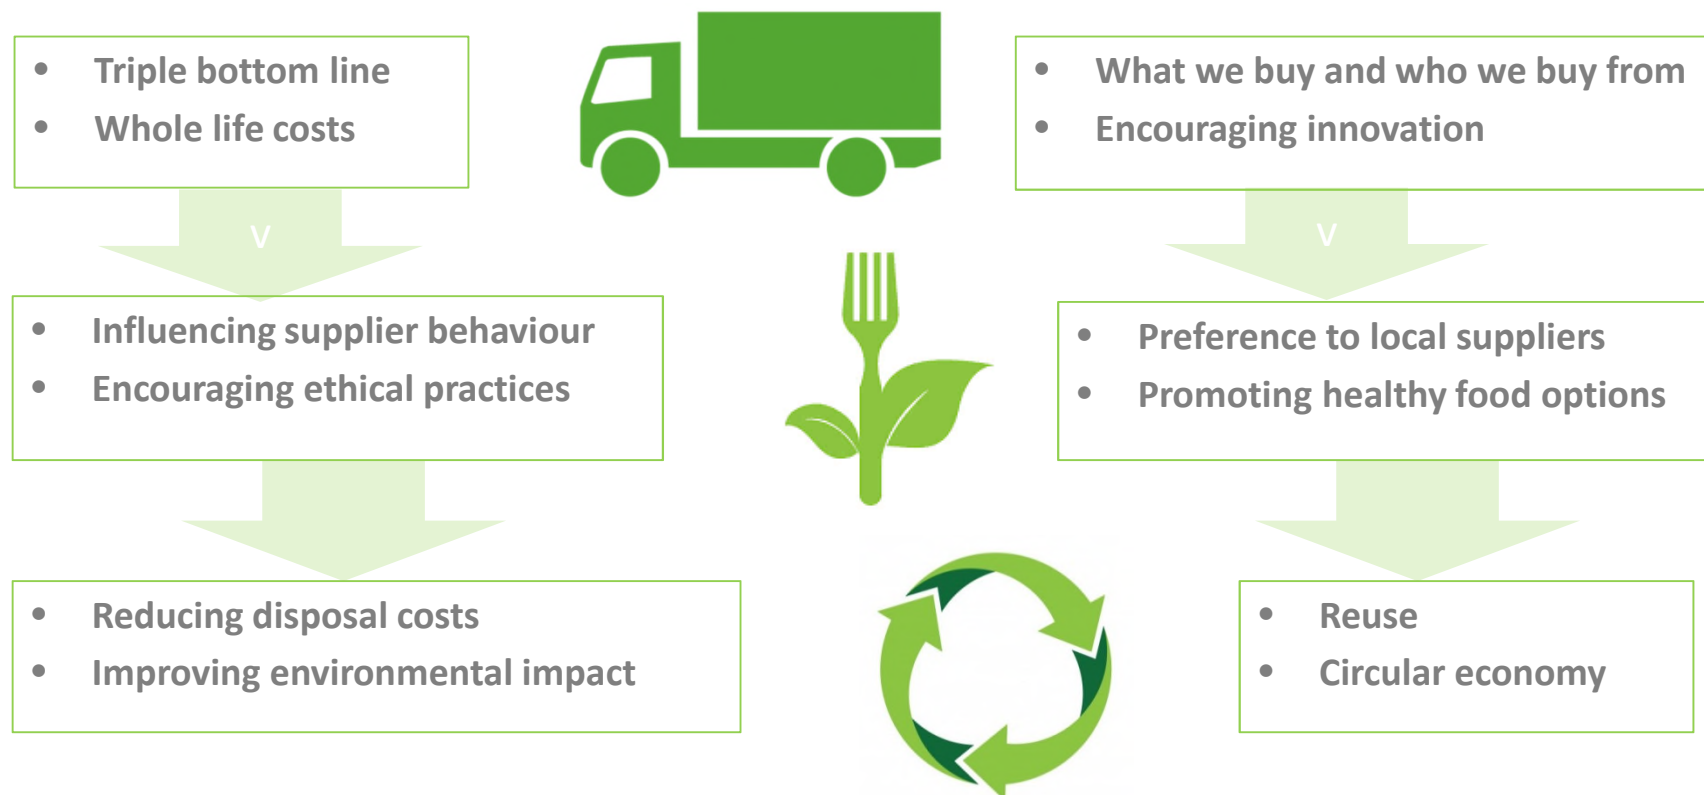 • Triple bottom line
• Whole life costs
• What we buy and who we buy from
• Encouraging innovation
v
v
• Influencing supplier behaviour
• Encouraging ethical practices
• Preference to local suppliers
• Promoting healthy food options
• Reducing disposal costs
• Improving environmental impact
• Reuse
• Circular economy